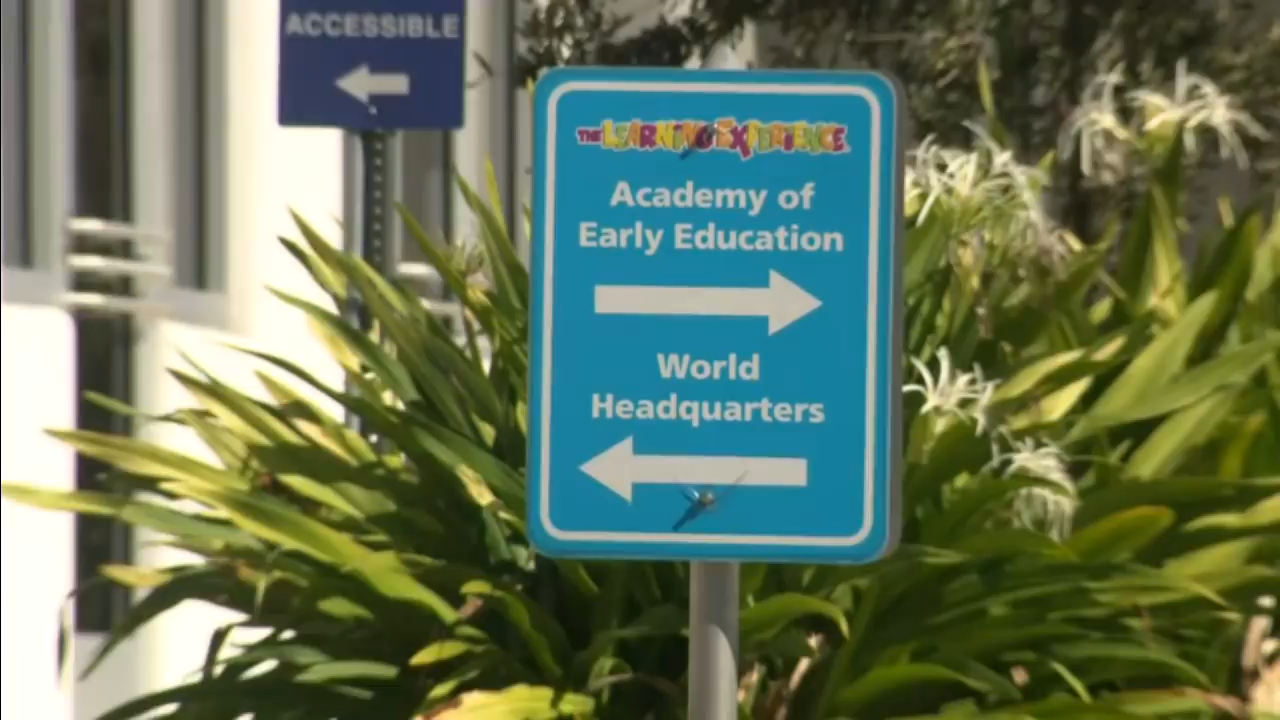 ACCESSIBLE
THE LEARNING EXPERIENCE
Academy of
Early Education
World
Headquarters